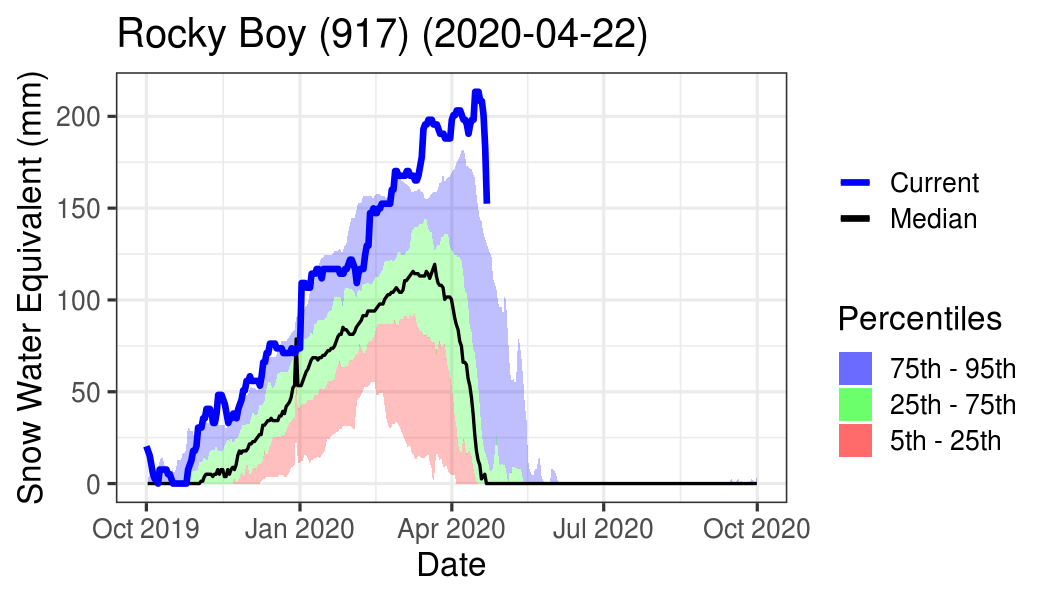 Rocky Boy (917) (2020-04-22)
Snow Water Equivalent (mm)
200
150
100
50
0
Oct 2019
Jan 2020
Apr 2020
Jul 2020
Oct 2020
Date
Current
Median
Percentiles
75th - 95th
25th - 75th
5th - 25th